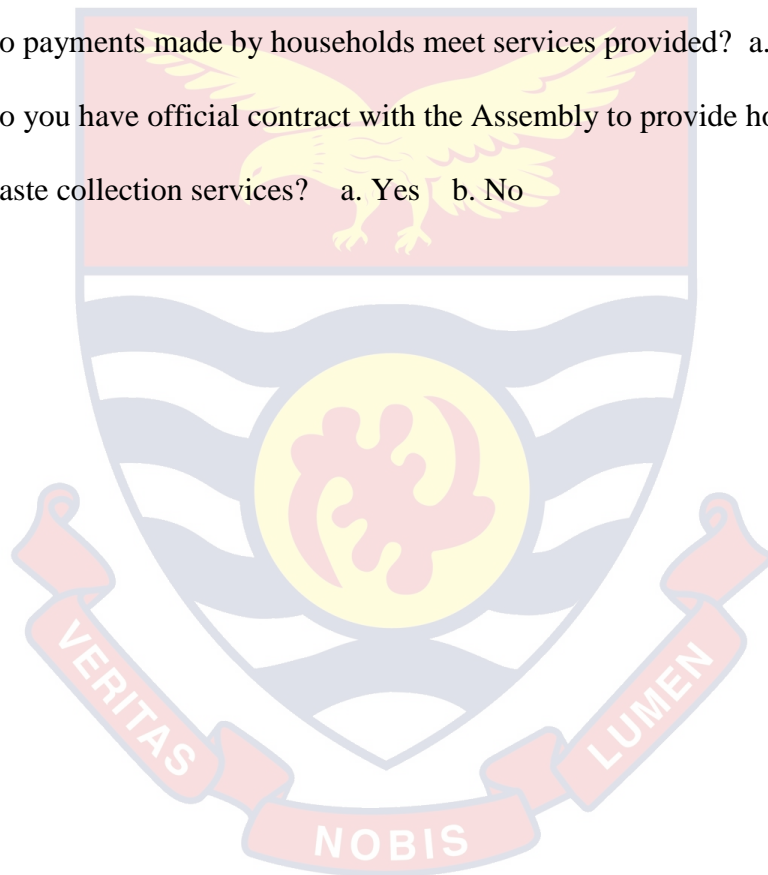 o payments made by households meet services provided? a.
o you have official contract with the Assembly to provide ho
aste collection services? a. Yes b. No
VERITAS
NOBIS
LUMEN